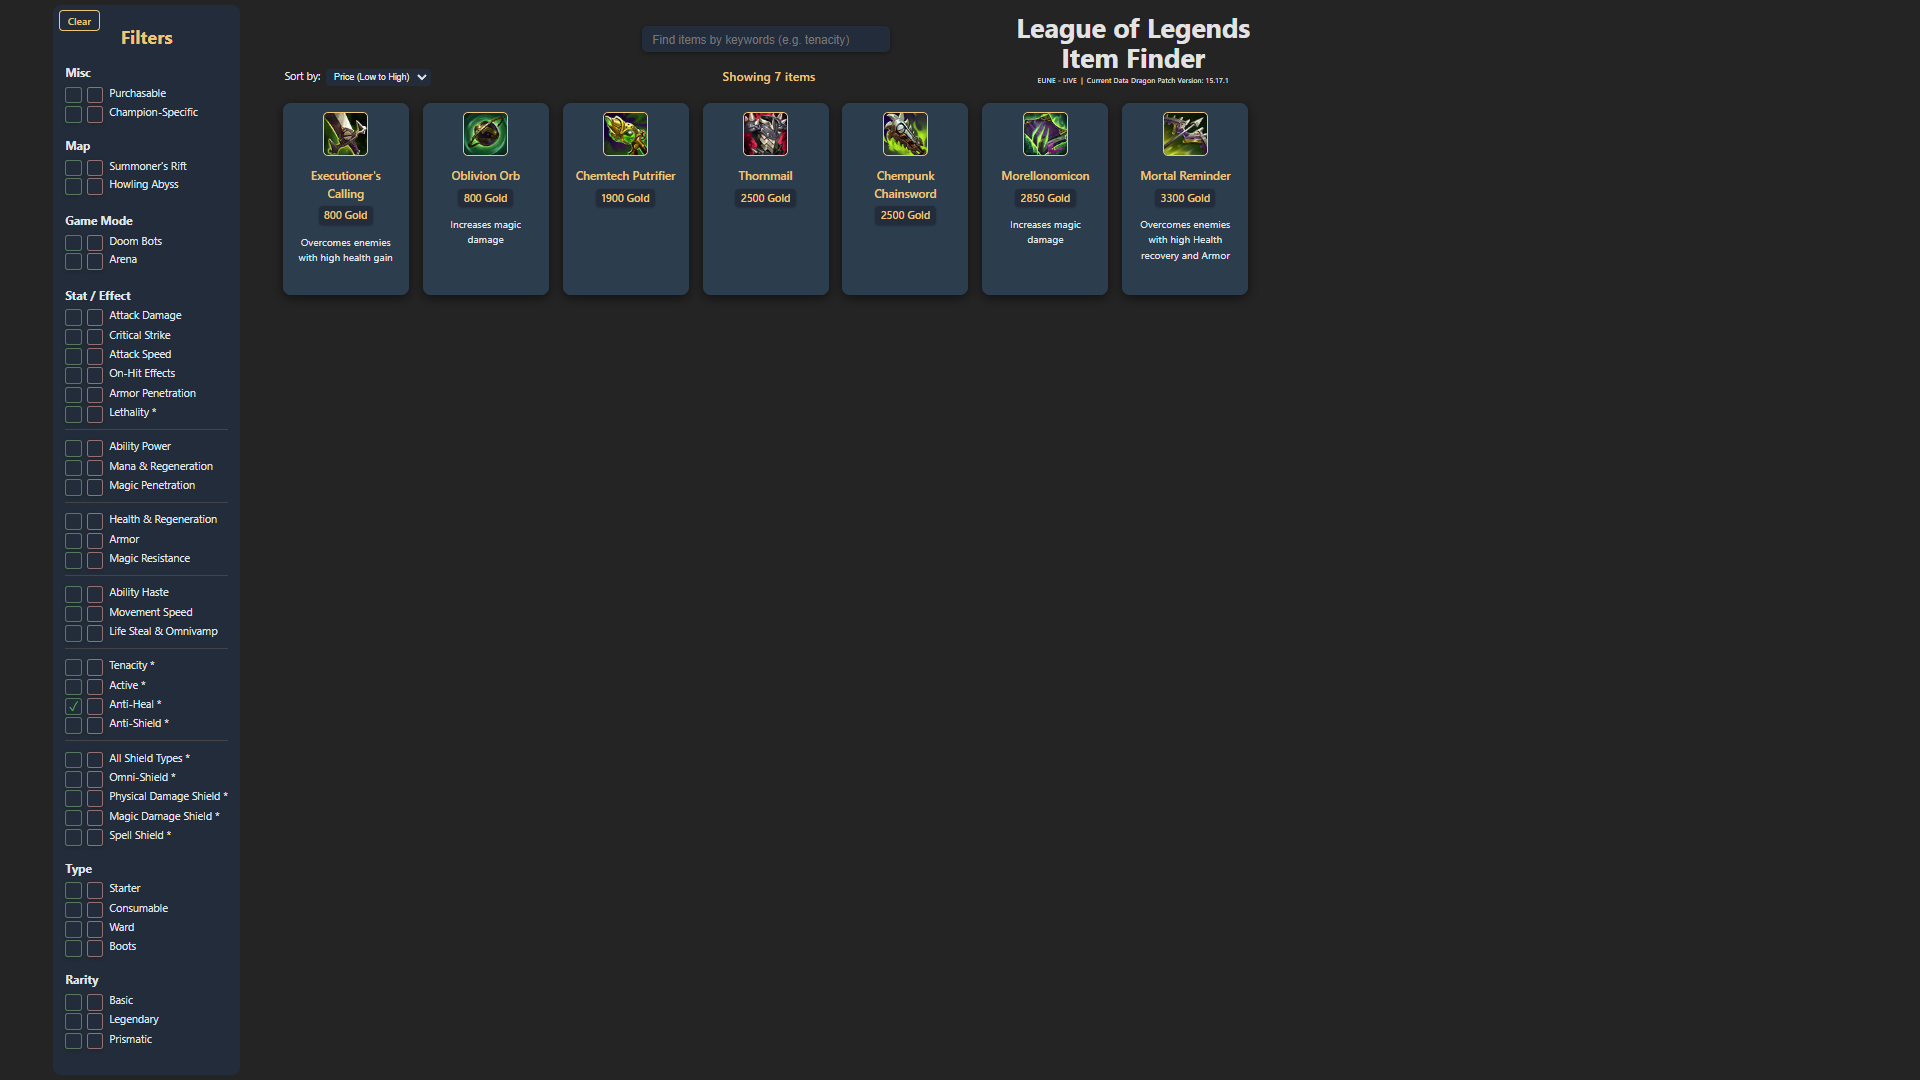 Clear
Filters
Misc
Purchasable
Champion-Specific
Map
Summoner's Rift
Howling Abyss
Game Mode
Doom Bots
Arena
Stat / Effect
Attack Damage
Critical Strike
Attack Speed
On-Hit Effects
Armor Penetration
Lethality *
Ability Power
Mana & Regeneration
Magic Penetration
Health & Regeneration
Armor
Magic Resistance
Ability Haste
Movement Speed
Life Steal & Omnivamp
Tenacity *
Active *
Anti-Heal *
Anti-Shield *
All Shield Types *
Omni-Shield *
Physical Damage Shield *
Magic Damage Shield *
Spell Shield *
Type
Starter
Consumable
Ward
Boots
Rarity
Basic
Legendary
Prismatic
Find items by keywords (e.g. tenacity)
League of Legends
Item Finder
EUNE - LIVE | Current Data Dragon Patch Version: 15.17.1
Sort by: Price (Low to High)
Showing 7 items
Executioner's
Calling
800 Gold
Overcomes enemies
with high health gain
Oblivion Orb
800 Gold
Increases magic
damage
Chemtech Putrifier
1900 Gold
Thornmail
2500 Gold
Chempunk
Chainsword
2500 Gold
Morellonomicon
2850 Gold
Increases magic
damage
Mortal Reminder
3300 Gold
Overcomes enemies
with high Health
recovery and Armor